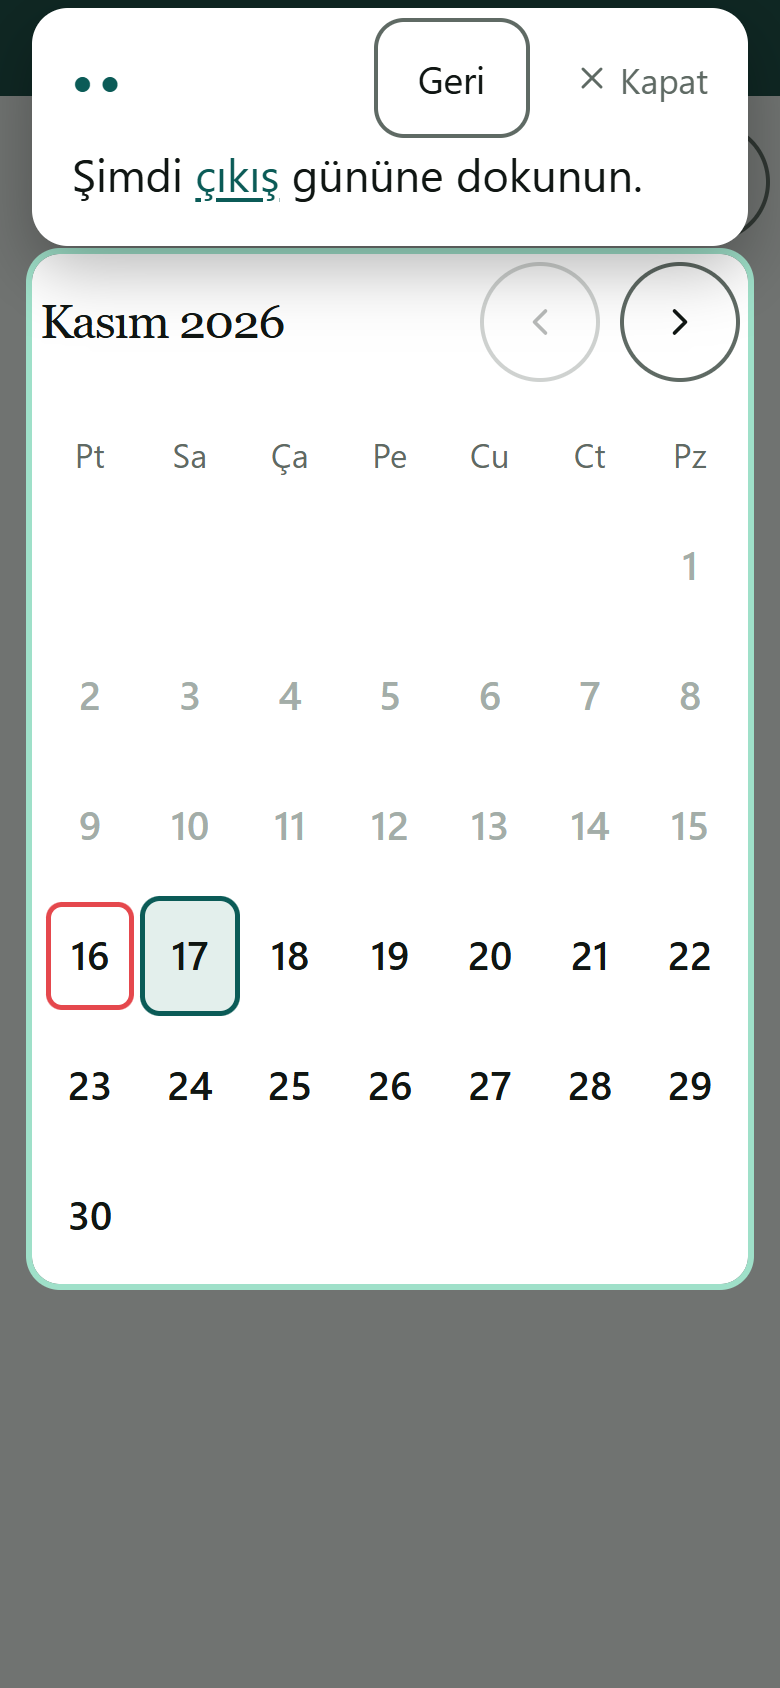 Geri
Kapat
Şimdi çıkış gününe dokunun.
Kasım 2026
Pt Sa Ça Pe Cu Ct Pz
1
2 3 4 5 6 7 8
9 10 11 12 13 14 15
16 17 18 19 20 21 22
23 24 25 26 27 28 29
30